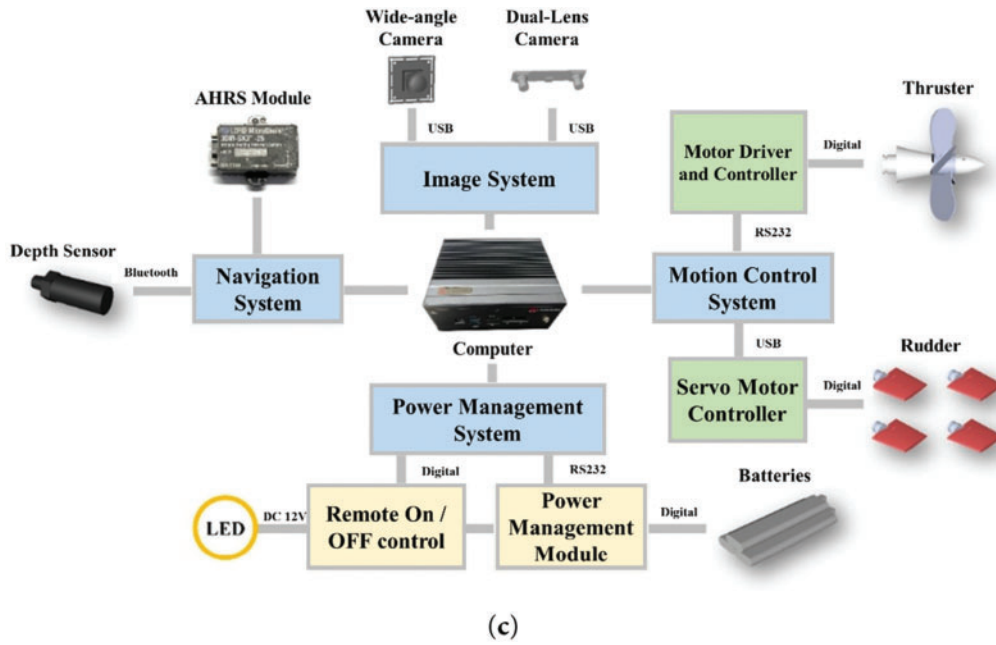 Wide-angle
Camera
Dual-Lens
Camera
AHRS Module
Thruster
USB
USB
Digital
Motor Driver
and Controller
Image System
RS232
Depth Sensor
Bluetooth
Navigation
System
Motion Control
System
Computer
USB
Rudder
Power Management
System
Servo Motor
Controller
Digital
Digital
RS232
Batteries
LED
DC 12V
Remote On /
OFF control
Power
Management
Module
Digital
(c)